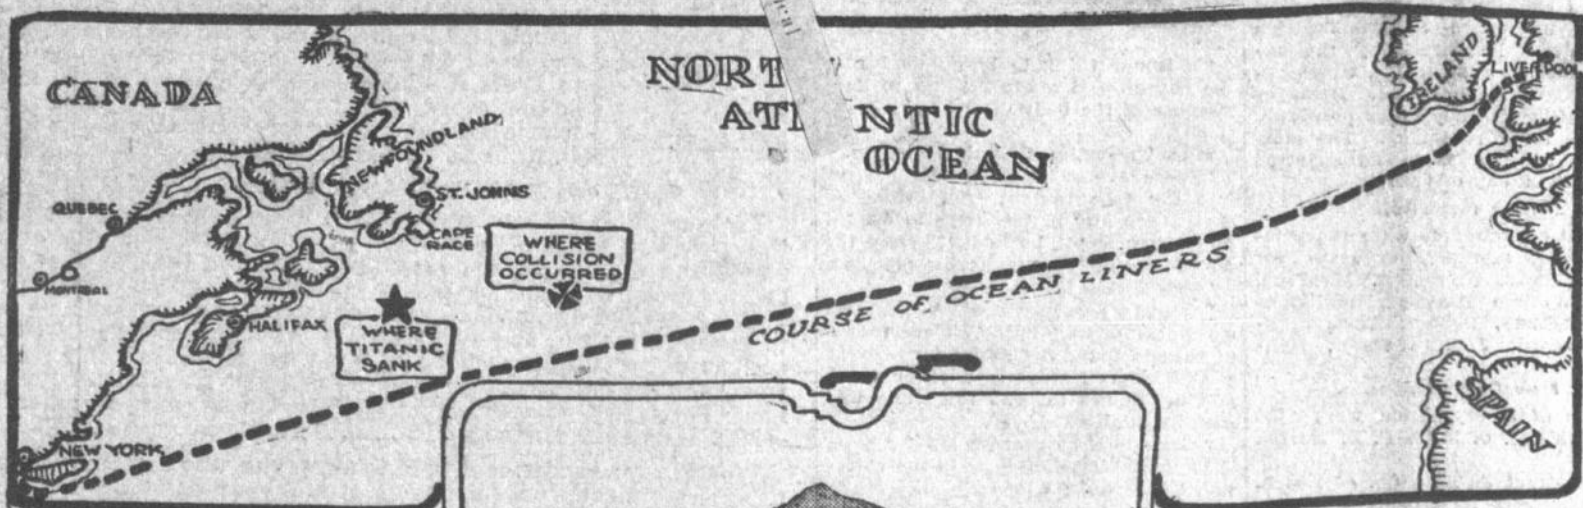 CANADA
NORT
ATL NTIC
OCEAN
IRELAND
LIVERPOOL
NEWFOUNDLAND
ST. JOHNS
QUEBEC
CAPE
RACE
WHERE
COLLISION
OCCURRED
MONTREAL
HALIFAX
WHERE
TITANIC
SANK
COURSE OF OCEAN LINERS
SPAIN
NEW YORK